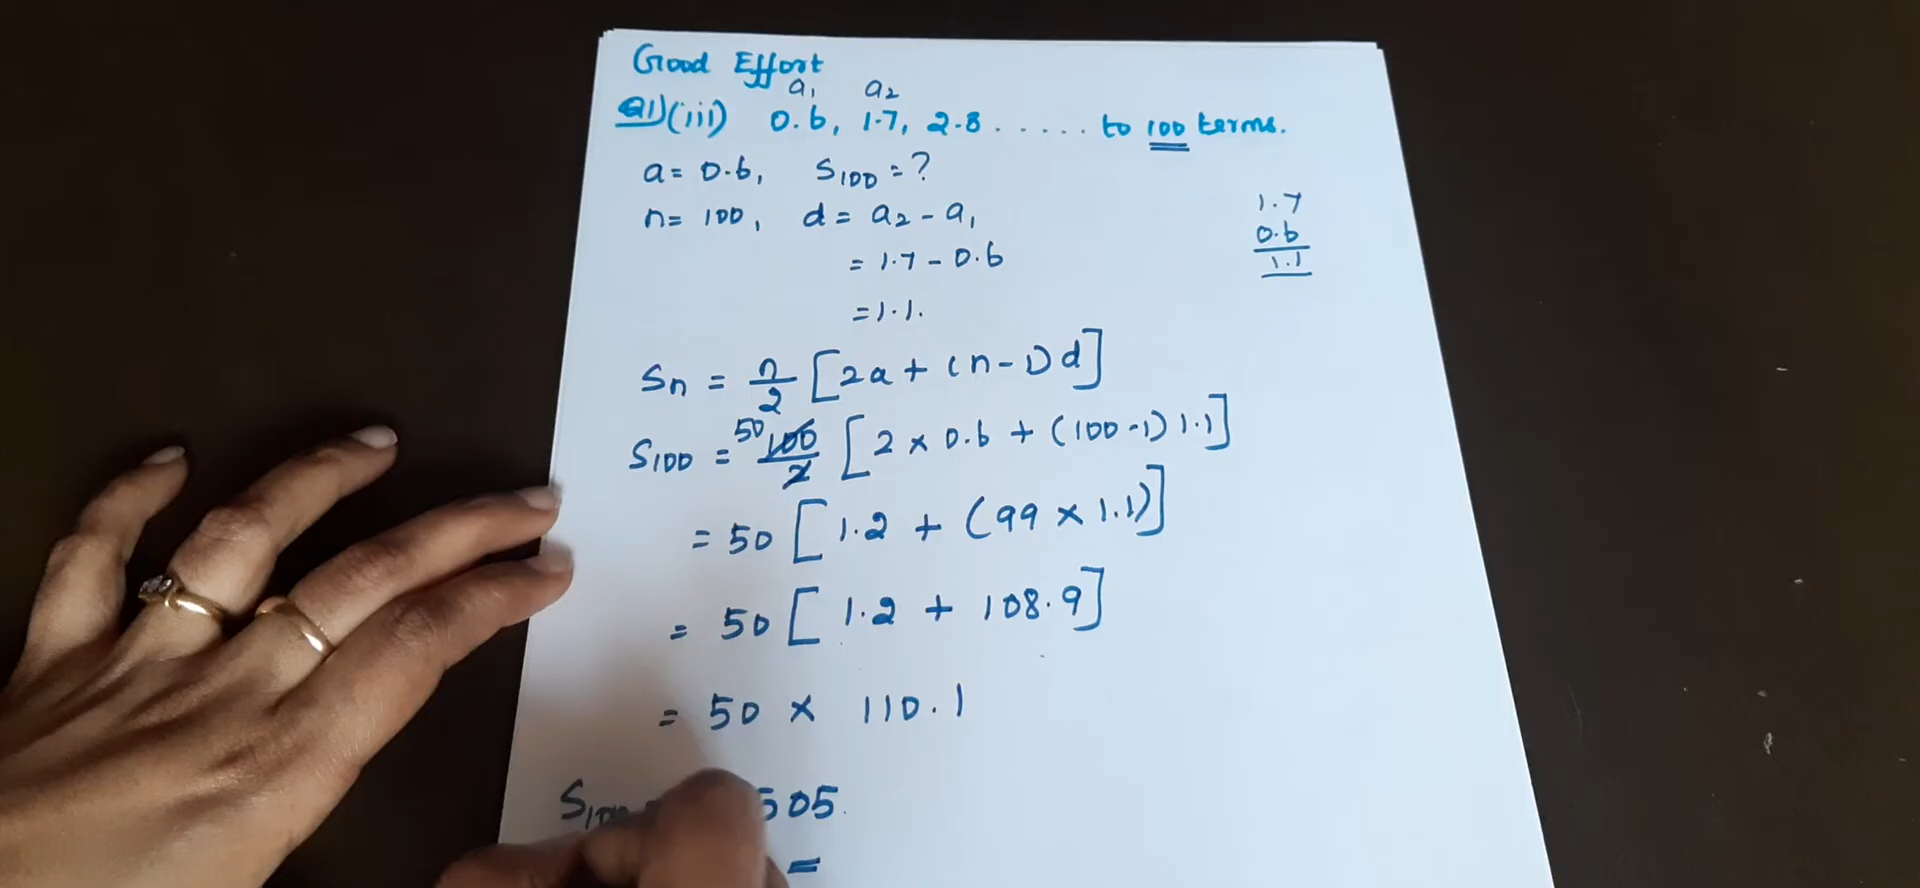 Good Effort
a₁ a₂
Q1)(iii) 0.6, 1.7, 2.8 ..... to 100 terms.
a = 0.6, S₁₀₀ = ?
n = 100, d = a₂ - a₁
1.7
0.6
1.1
= 1.7 - 0.6
= 1.1.
Sn = n/2 [2a + (n-1)d]
S₁₀₀ = 50 100/2 [2 × 0.6 + (100-1) 1.1]
= 50 [1.2 + (99 × 1.1)]
= 50 [1.2 + 108.9]
= 50 × 110.1
S₁₀₀ 505.